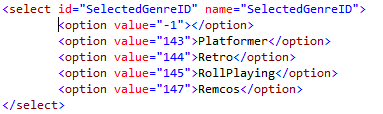 <select id="SelectedGenreID" name="SelectedGenreID">
<option value="-1"></option>
<option value="143">Platformer</option>
<option value="144">Retro</option>
<option value="145">RollPlaying</option>
<option value="147">Remcos</option>
</select>